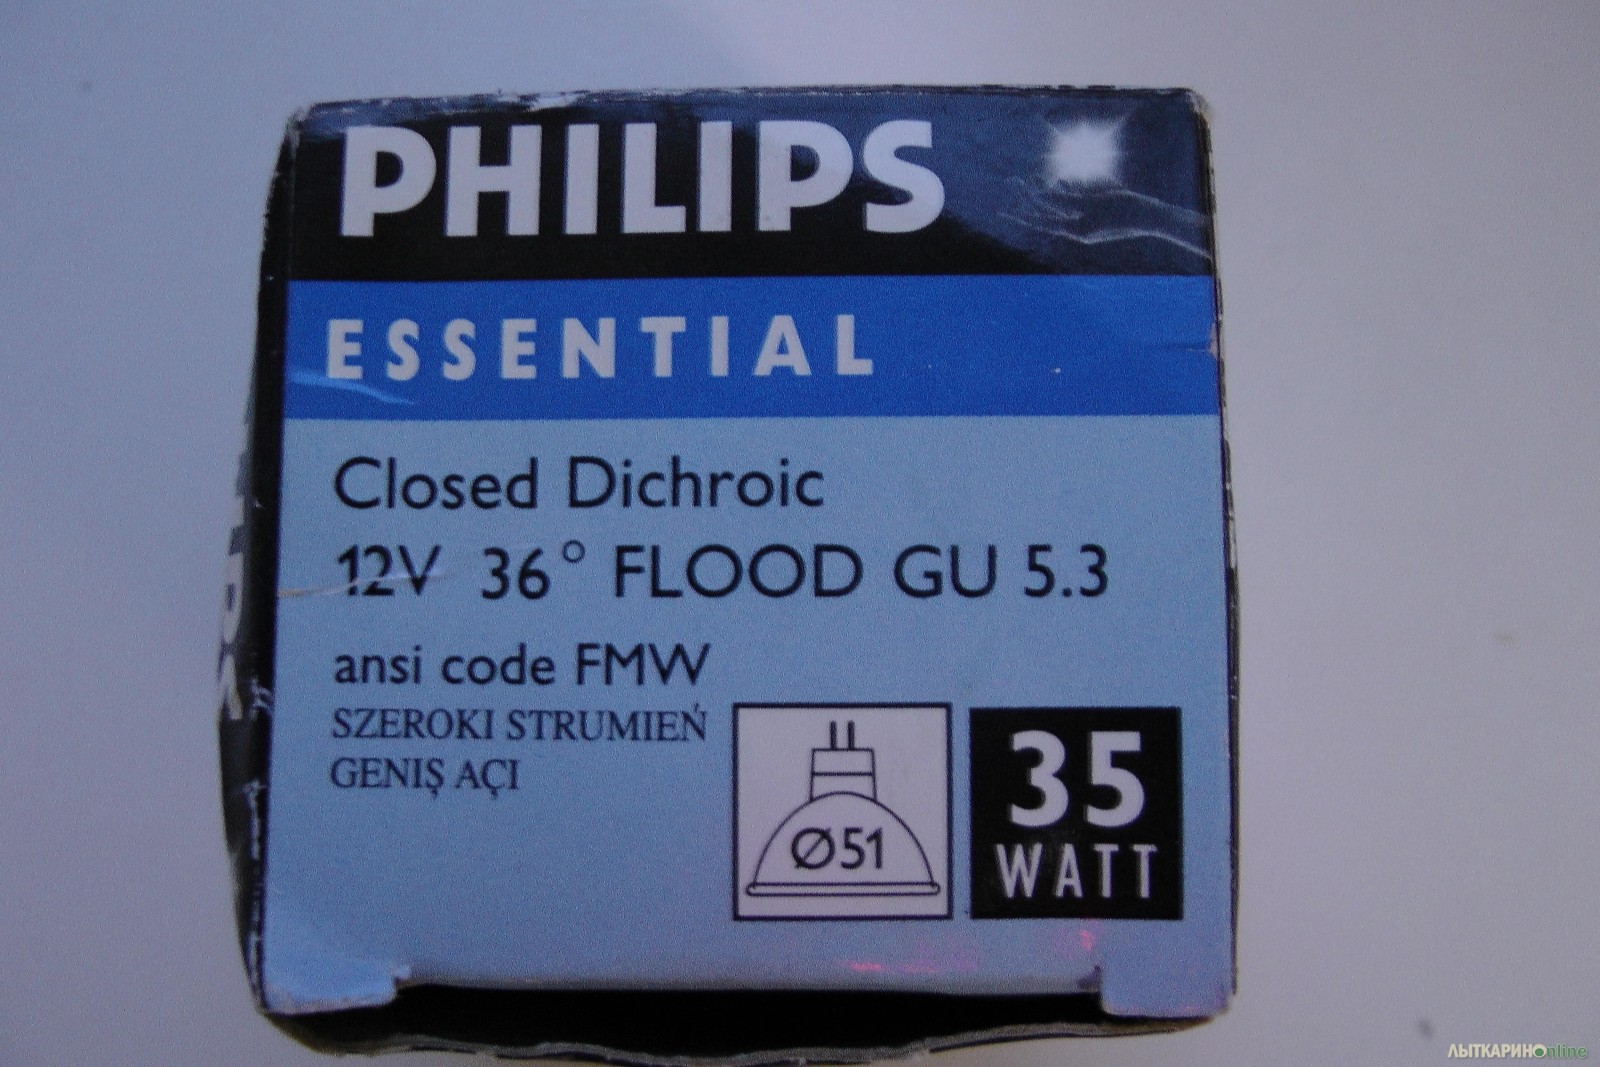 PHILIPS
ESSENTIAL
Closed Dichroic
12V 36° FLOOD GU 5.3
ansi code FMW
SZEROKI STRUMIEŃ
GENIŞ AÇI
Ø51
35
WATT
ЛЫТКАРИНОonline